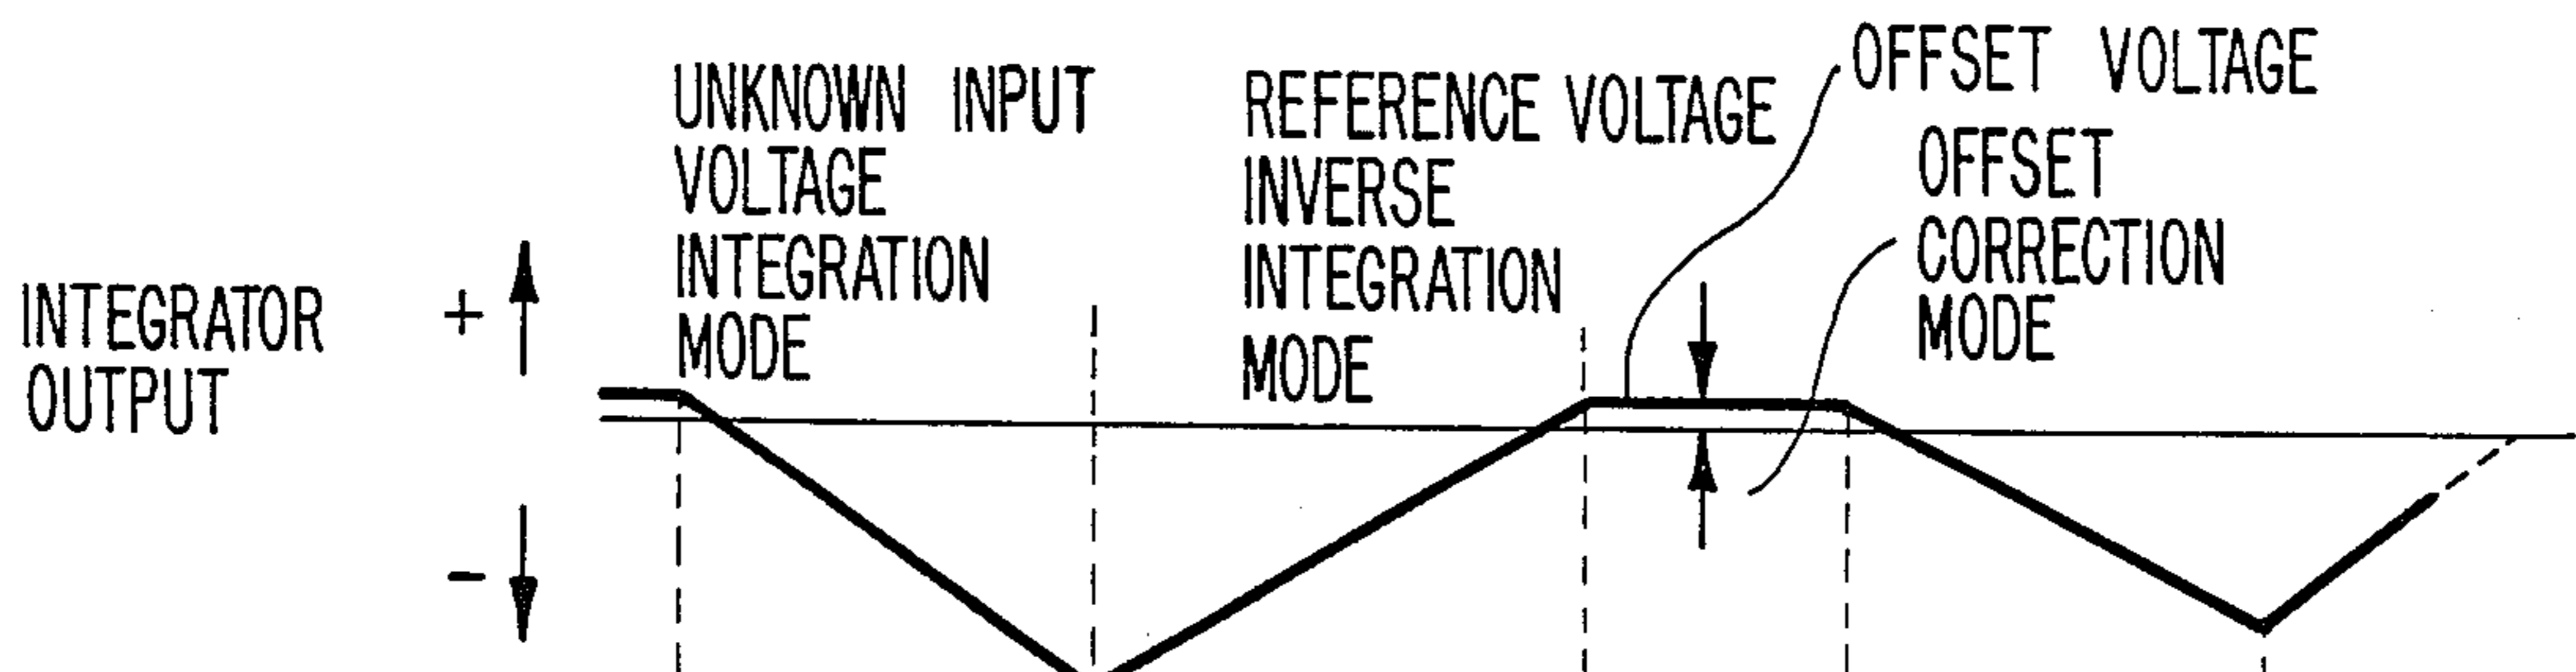 INTEGRATOR
OUTPUT
+
-
UNKNOWN INPUT
VOLTAGE
INTEGRATION
MODE
REFERENCE VOLTAGE
INVERSE
INTEGRATION
MODE
OFFSET VOLTAGE
OFFSET
CORRECTION
MODE